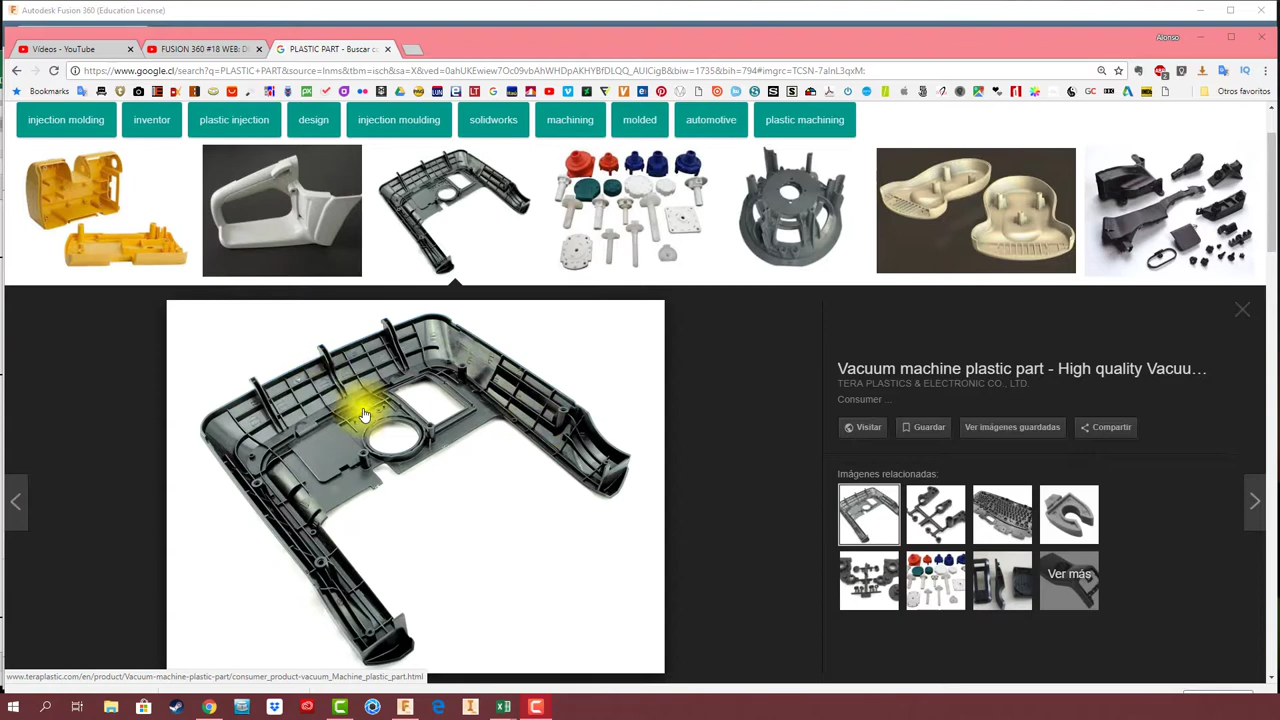 Autodesk Fusion 360 (Education License)
Vídeos - YouTube
FUSION 360 #18 WEB: D
PLASTIC PART - Buscar c
Alonso
https://www.google.cl/search?q=PLASTIC+PART&source=lnms&tbm=isch&sa=X&ved=0ahUKEwiew7Oc09vbAhWHDpAKHYBfDLQQ_AUICigB&biw=1735&bih=794#imgrc=TCSN-7alnLJ3qxM:
Otros favoritos
injection molding
inventor
plastic injection
design
injection moulding
solidworks
machining
molded
automotive
plastic machining
Vacuum machine plastic part - High quality Vacuu...
TERA PLASTICS & ELECTRONIC CO., LTD.
Consumer ...
Visitar
Guardar
Ver imágenes guardadas
Compartir
Imágenes relacionadas:
Ver más
www.teraplastic.com/en/product/Vacuum-machine-plastic-part/consumer_product-vacuum_Machine_plastic_part.html